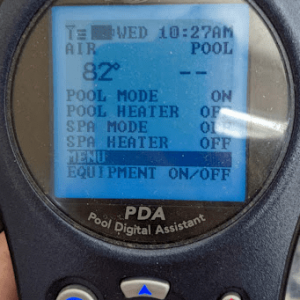 WED 10:27AM
AIR POOL
82° --
POOL MODE ON
POOL HEATER OFF
SPA MODE OFF
SPA HEATER OFF
MENU
EQUIPMENT ON/OFF
PDA
Pool Digital Assistant